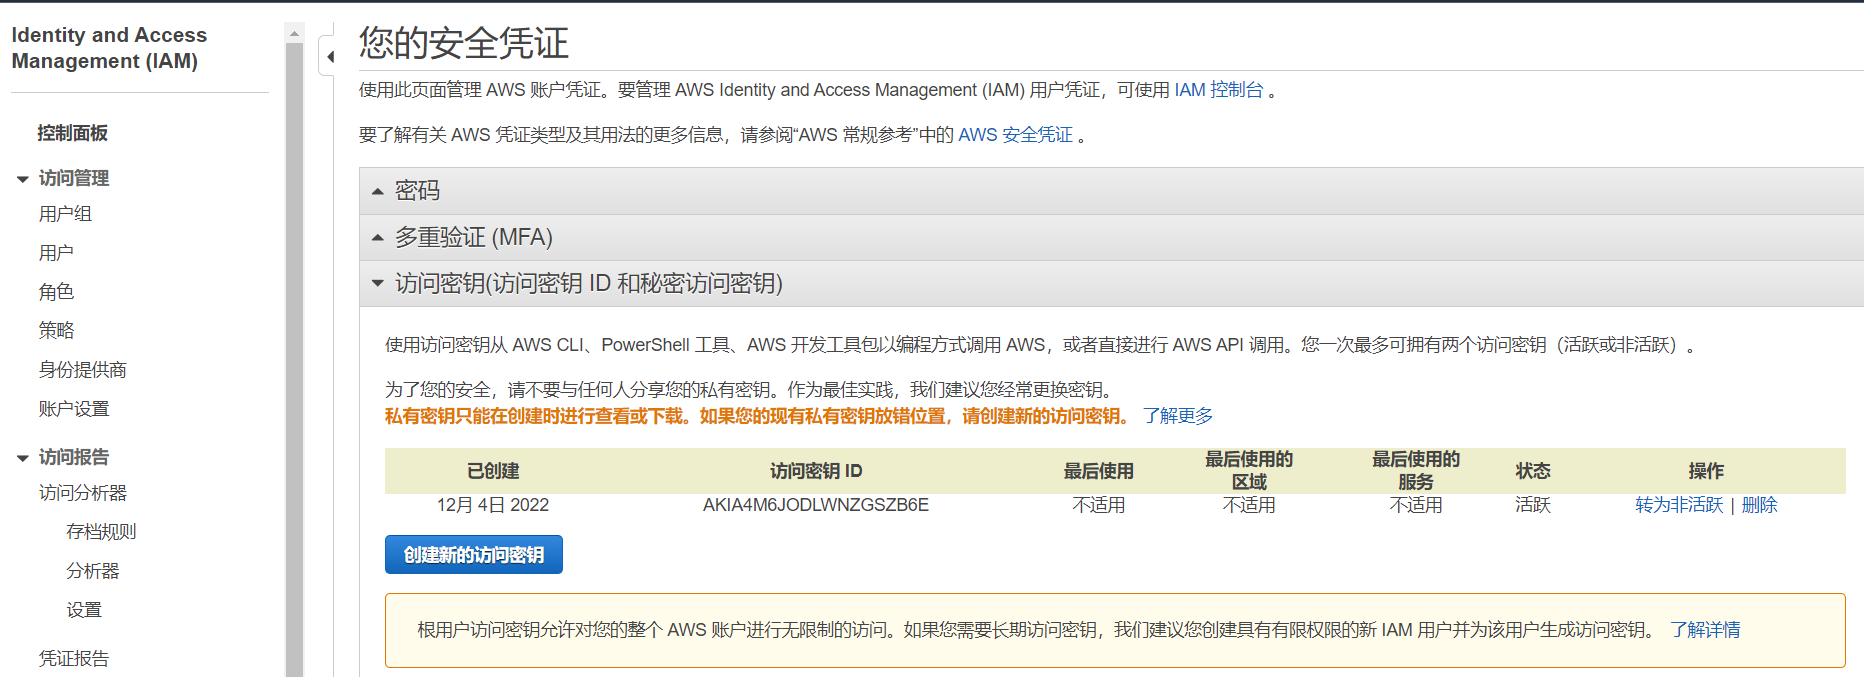 Identity and Access
Management (IAM)
控制面板
访问管理
用户组
用户
角色
策略
身份提供商
账户设置
访问报告
访问分析器
存档规则
分析器
设置
凭证报告
您的安全凭证
使用此页面管理 AWS 账户凭证。要管理 AWS Identity and Access Management (IAM) 用户凭证，可使用 IAM 控制台 。
要了解有关 AWS 凭证类型及其用法的更多信息，请参阅“AWS 常规参考”中的 AWS 安全凭证 。
密码
多重验证 (MFA)
访问密钥(访问密钥 ID 和秘密访问密钥)
使用访问密钥从 AWS CLI、PowerShell 工具、AWS 开发工具包以编程方式调用 AWS，或者直接进行 AWS API 调用。您一次最多可拥有两个访问密钥（活跃或非活跃）。
为了您的安全，请不要与任何人分享您的私有密钥。作为最佳实践，我们建议您经常更换密钥。
私有密钥只能在创建时进行查看或下载。如果您的现有私有密钥放错位置，请创建新的访问密钥。 了解更多
已创建 访问密钥 ID 最后使用 最后使用的区域 最后使用的服务 状态 操作
12月 4日 2022 AKIA4M6JODLWNZGSZB6E 不适用 不适用 不适用 活跃 转为非活跃 | 删除
创建新的访问密钥
根用户访问密钥允许对您的整个 AWS 账户进行无限制的访问。如果您需要长期访问密钥，我们建议您创建具有有限权限的新 IAM 用户并为该用户生成访问密钥。 了解详情